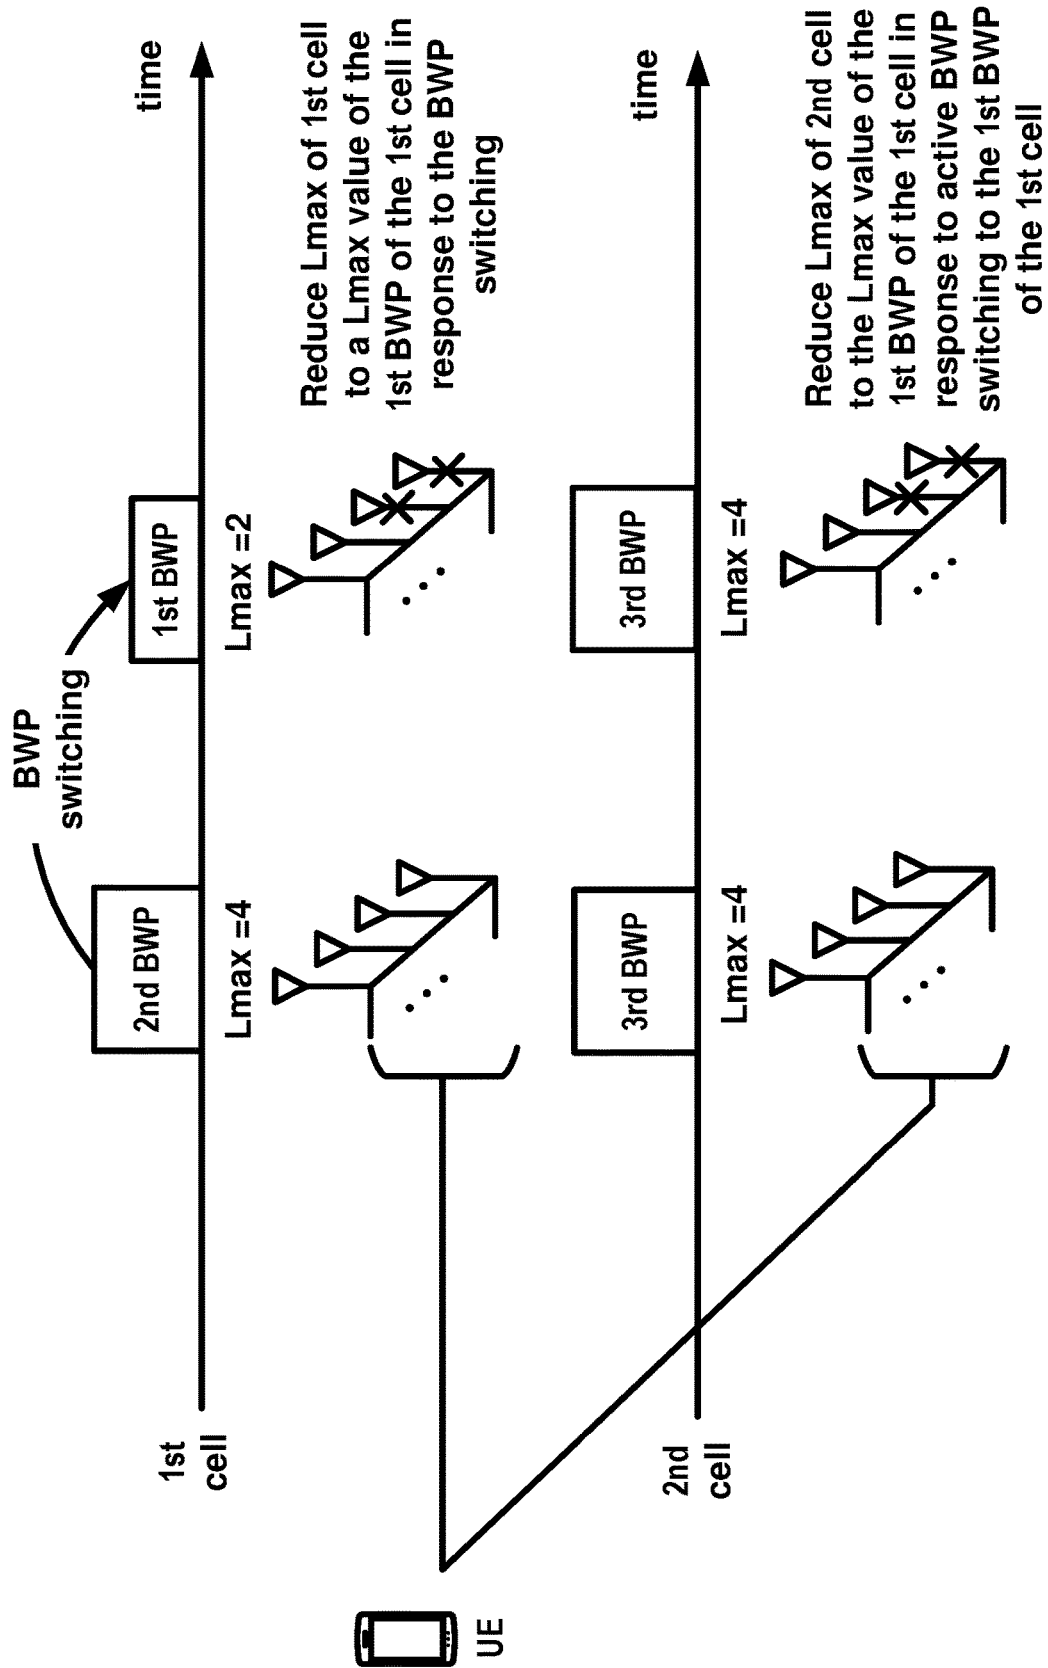 BWP
switching
2nd BWP
1st BWP
time
1st
cell
Lmax =4
Lmax =2
Reduce Lmax of 1st cell
to a Lmax value of the
1st BWP of the 1st cell in
response to the BWP
switching
UE
3rd BWP
3rd BWP
time
2nd
cell
Lmax =4
Lmax =4
Reduce Lmax of 2nd cell
to the Lmax value of the
1st BWP of the 1st cell in
response to active BWP
switching to the 1st BWP
of the 1st cell